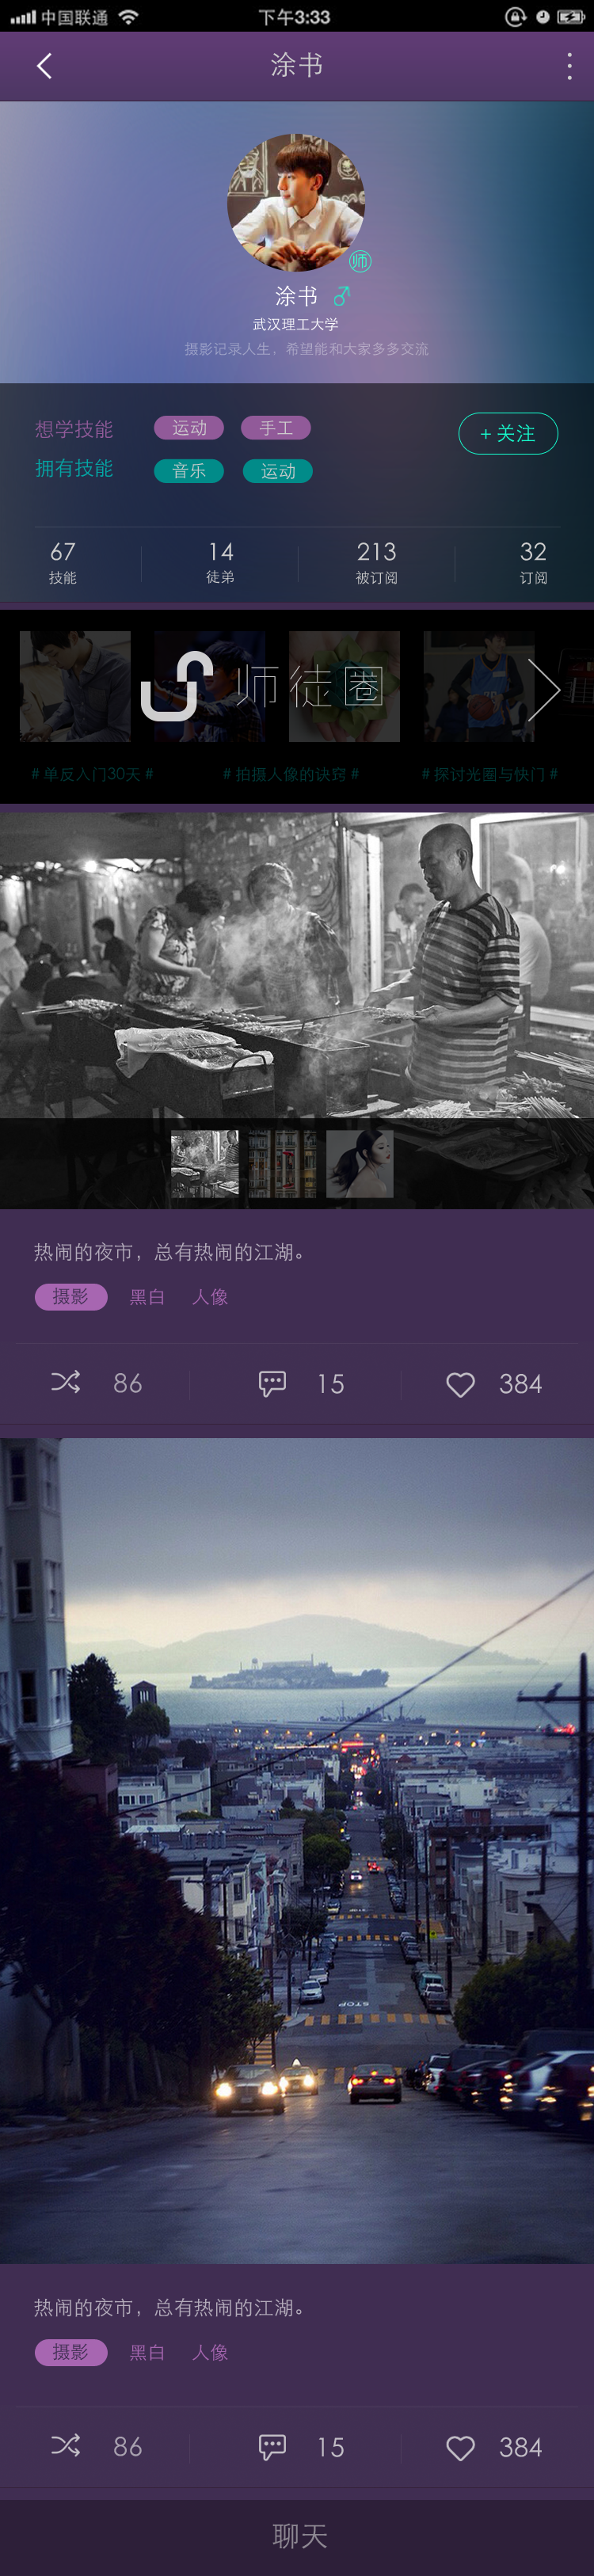 中国联通 下午3:33
涂书
师
涂书
武汉理工大学
摄影记录人生，希望能和大家多多交流
想学技能 运动 手工
+ 关注
拥有技能 音乐 运动
67 14 213 32
技能 徒弟 被订阅 订阅
师徒圈
# 单反入门30天 # # 拍摄人像的诀窍 # # 探讨光圈与快门 #
热闹的夜市，总有热闹的江湖。
摄影 黑白 人像
86 15 384
STOP
热闹的夜市，总有热闹的江湖。
摄影 黑白 人像
86 15 384
聊天